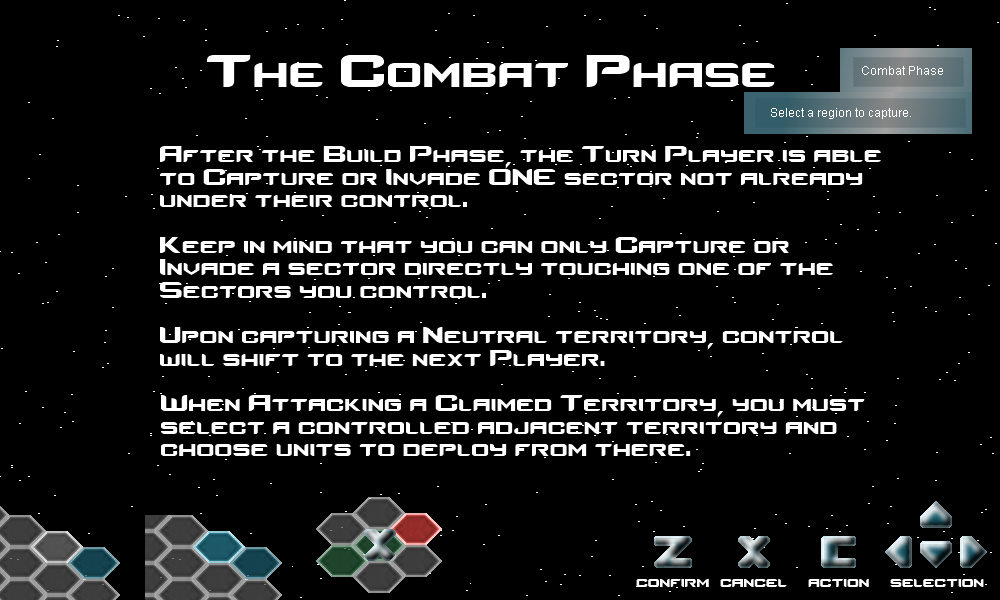 The Combat Phase
Combat Phase
Select a region to capture.
After the Build Phase, the Turn Player is able
to Capture or Invade ONE sector not already
under their control.
Keep in mind that you can only Capture or
Invade a sector directly touching one of the
Sectors you control.
Upon capturing a Neutral territory, control
will shift to the next Player.
When Attacking a Claimed Territory, you must
select a controlled adjacent territory and
choose units to deploy from there.
X
Z X C
Confirm Cancel Action Selection